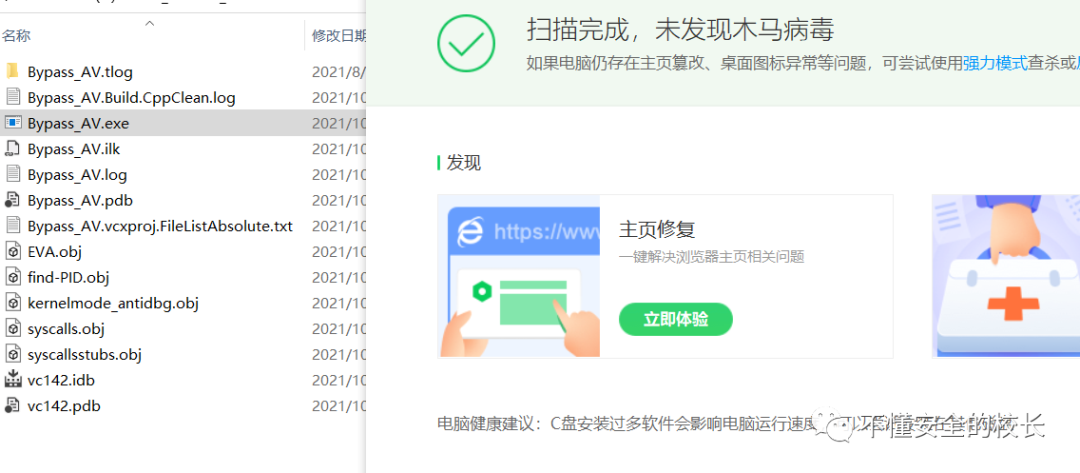 名称
修改日期
Bypass_AV.tlog
2021/8/
Bypass_AV.Build.CppClean.log
2021/10
Bypass_AV.exe
2021/10
Bypass_AV.ilk
2021/10
Bypass_AV.log
2021/10
Bypass_AV.pdb
2021/10
Bypass_AV.vcxproj.FileListAbsolute.txt
2021/10
EVA.obj
2021/10
find-PID.obj
2021/10
kernelmode_antidbg.obj
2021/10
syscalls.obj
2021/10
syscallsstubs.obj
2021/10
vc142.idb
2021/10
vc142.pdb
2021/10
扫描完成，未发现木马病毒
如果电脑仍存在主页篡改、桌面图标异常等问题，可尝试使用强力模式查杀或
发现
https://www
主页修复
一键解决浏览器主页相关问题
立即体验
电脑健康建议：C盘安装过多软件会影响电脑运行速度
不懂安全的校长